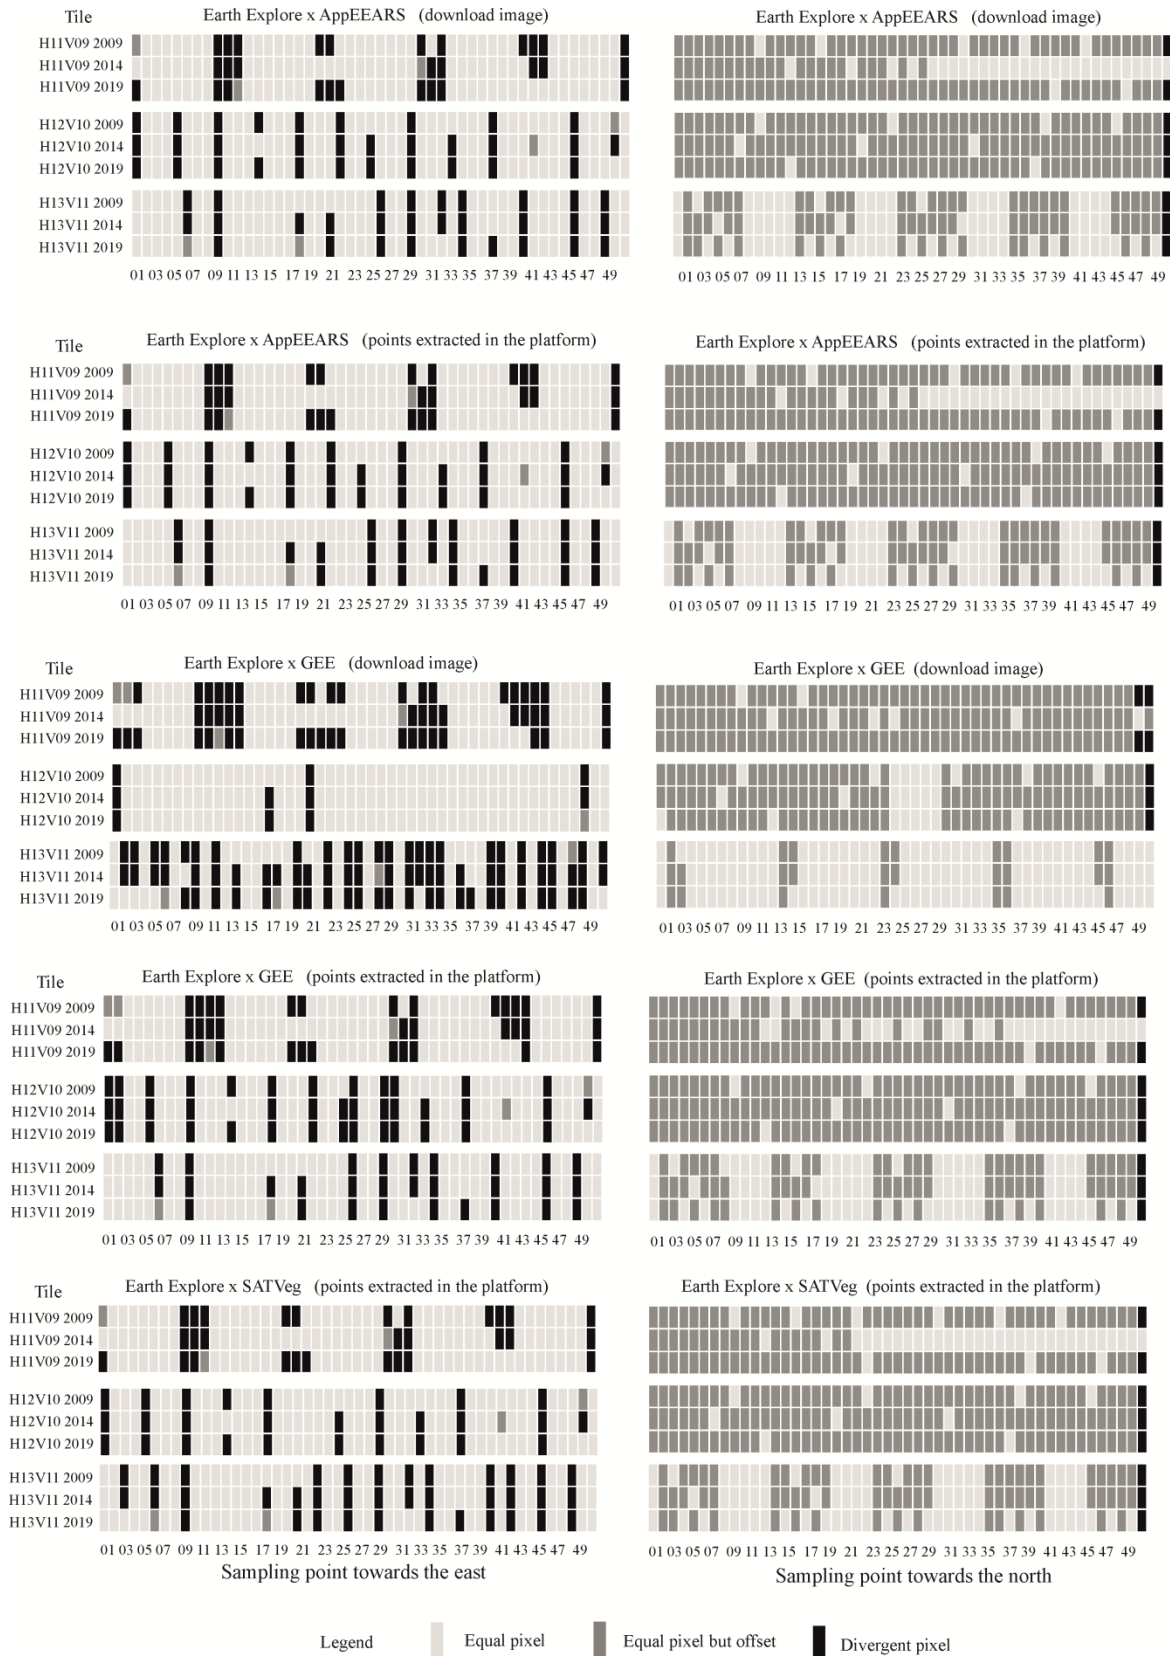 Tile Earth Explore x AppEEARS (download image) Earth Explore x AppEEARS (download image)
H11V09 2009
H11V09 2014
H11V09 2019
H12V10 2009
H12V10 2014
H12V10 2019
H13V11 2009
H13V11 2014
H13V11 2019
01 03 05 07 09 11 13 15 17 19 21 23 25 27 29 31 33 35 37 39 41 43 45 47 49 01 03 05 07 09 11 13 15 17 19 21 23 25 27 29 31 33 35 37 39 41 43 45 47 49
Tile Earth Explore x AppEEARS (points extracted in the platform) Earth Explore x AppEEARS (points extracted in the platform)
H11V09 2009
H11V09 2014
H11V09 2019
H12V10 2009
H12V10 2014
H12V10 2019
H13V11 2009
H13V11 2014
H13V11 2019
01 03 05 07 09 11 13 15 17 19 21 23 25 27 29 31 33 35 37 39 41 43 45 47 49 01 03 05 07 09 11 13 15 17 19 21 23 25 27 29 31 33 35 37 39 41 43 45 47 49
Tile Earth Explore x GEE (download image) Earth Explore x GEE (download image)
H11V09 2009
H11V09 2014
H11V09 2019
H12V10 2009
H12V10 2014
H12V10 2019
H13V11 2009
H13V11 2014
H13V11 2019
01 03 05 07 09 11 13 15 17 19 21 23 25 27 29 31 33 35 37 39 41 43 45 47 49 01 03 05 07 09 11 13 15 17 19 21 23 25 27 29 31 33 35 37 39 41 43 45 47 49
Tile Earth Explore x GEE (points extracted in the platform) Earth Explore x GEE (points extracted in the platform)
H11V09 2009
H11V09 2014
H11V09 2019
H12V10 2009
H12V10 2014
H12V10 2019
H13V11 2009
H13V11 2014
H13V11 2019
01 03 05 07 09 11 13 15 17 19 21 23 25 27 29 31 33 35 37 39 41 43 45 47 49 01 03 05 07 09 11 13 15 17 19 21 23 25 27 29 31 33 35 37 39 41 43 45 47 49
Tile Earth Explore x SATVeg (points extracted in the platform) Earth Explore x SATVeg (points extracted in the platform)
H11V09 2009
H11V09 2014
H11V09 2019
H12V10 2009
H12V10 2014
H12V10 2019
H13V11 2009
H13V11 2014
H13V11 2019
01 03 05 07 09 11 13 15 17 19 21 23 25 27 29 31 33 35 37 39 41 43 45 47 49 01 03 05 07 09 11 13 15 17 19 21 23 25 27 29 31 33 35 37 39 41 43 45 47 49
Sampling point towards the east Sampling point towards the north
Legend Equal pixel Equal pixel but offset Divergent pixel